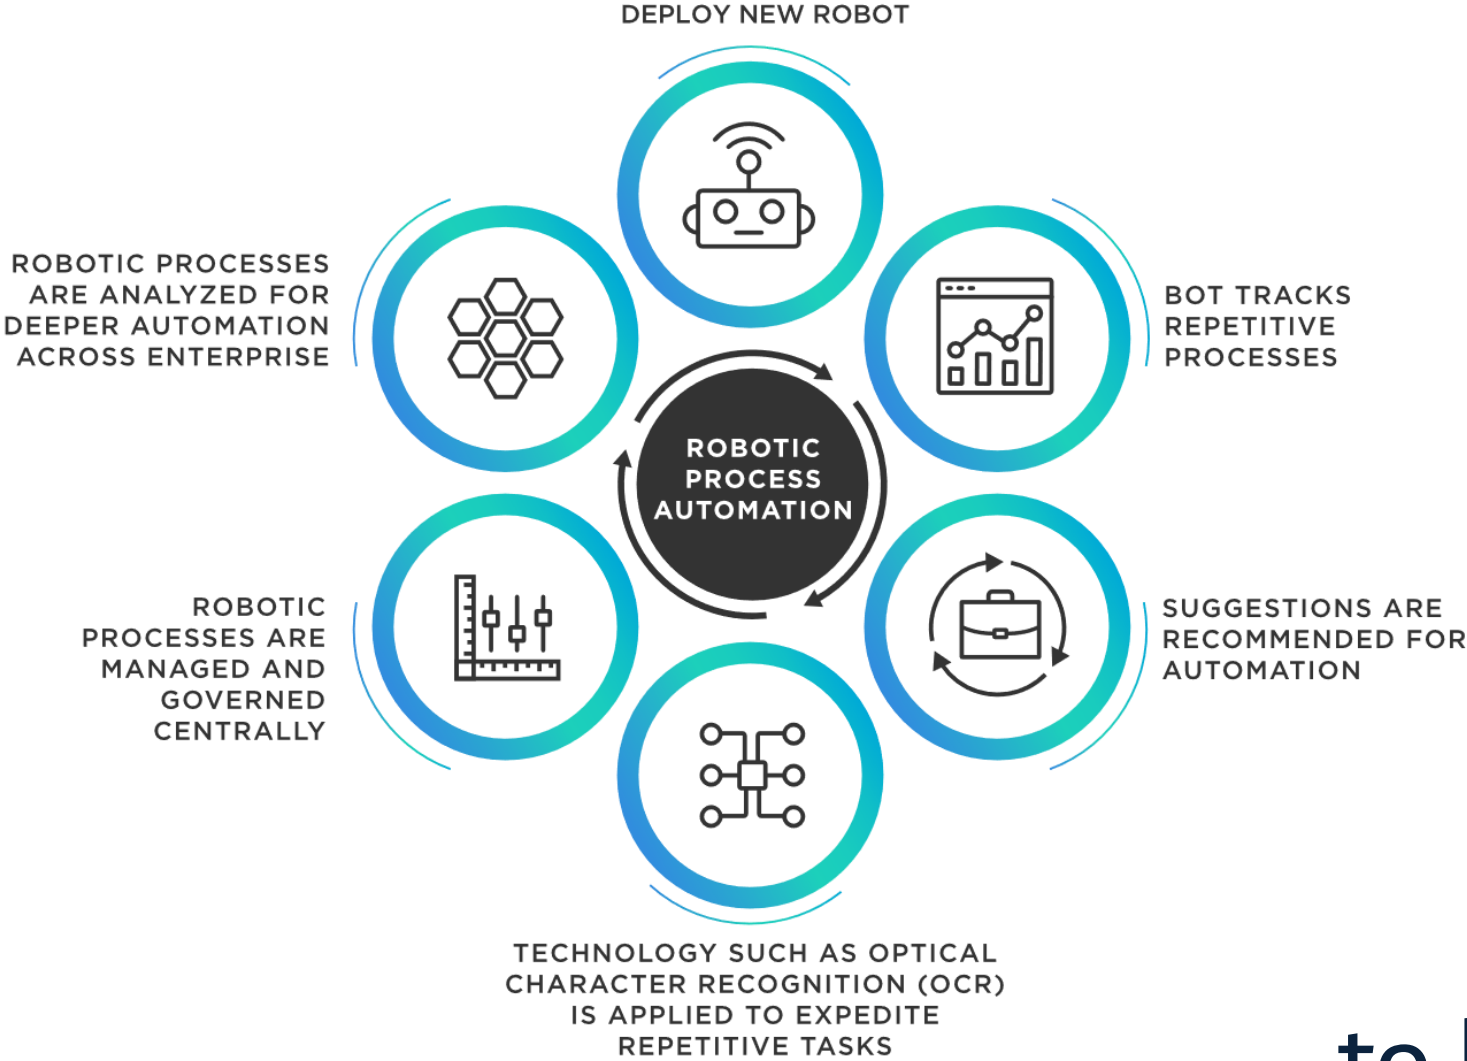 DEPLOY NEW ROBOT
ROBOTIC PROCESSES
ARE ANALYZED FOR
DEEPER AUTOMATION
ACROSS ENTERPRISE
BOT TRACKS
REPETITIVE
PROCESSES
ROBOTIC
PROCESS
AUTOMATION
ROBOTIC
PROCESSES ARE
MANAGED AND
GOVERNED
CENTRALLY
SUGGESTIONS ARE
RECOMMENDED FOR
AUTOMATION
TECHNOLOGY SUCH AS OPTICAL
CHARACTER RECOGNITION (OCR)
IS APPLIED TO EXPEDITE
REPETITIVE TASKS